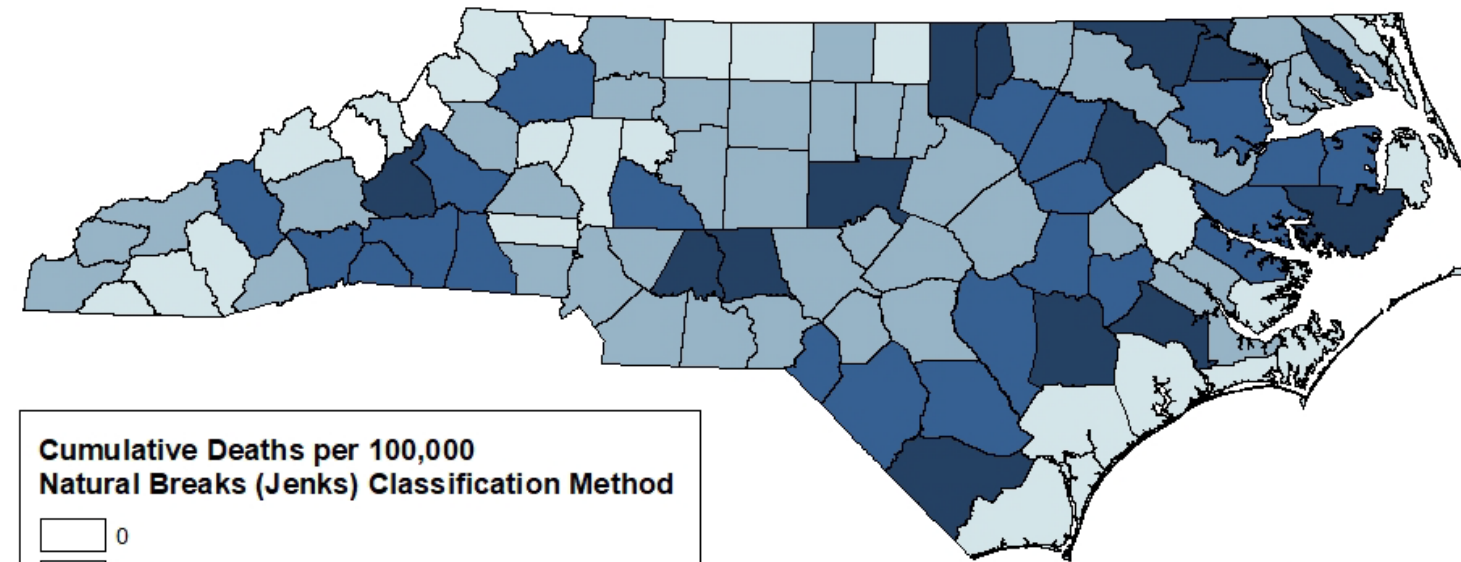 Cumulative Deaths per 100,000
Natural Breaks (Jenks) Classification Method
0